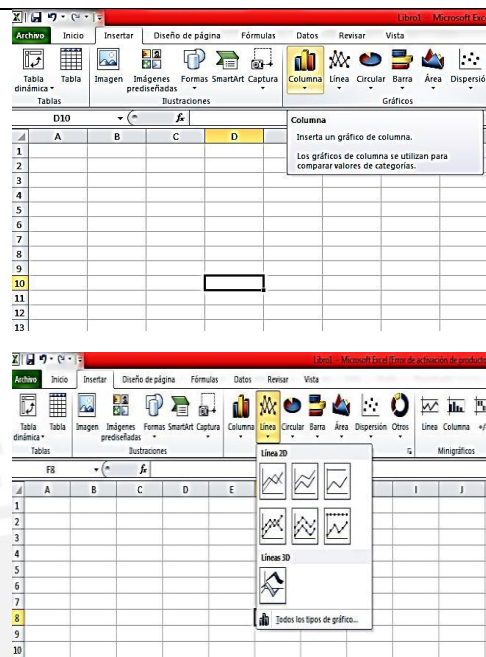 Libro1 Microsoft Exc
Archivo Inicio Insertar Diseño de página Fórmulas Datos Revisar Vista
Tabla dinámica Tabla Imagen Imágenes prediseñadas Formas SmartArt Captura Columna Línea Circular Barra Área Dispersió
Tablas Ilustraciones Gráficos
D10 fx
Columna
Inserta un gráfico de columna.
Los gráficos de columna se utilizan para
comparar valores de categorías.
A B C D
1
2
3
4
5
6
7
8
9
10
11
12
13
Libro1 - Microsoft Excel (Error de activación de producto
Archivo Inicio Insertar Diseño de página Fórmulas Datos Revisar Vista
Tabla dinámica Tabla Imagen Imágenes prediseñadas Formas SmartArt Captura Columna Línea Circular Barra Área Dispersión Otros Línea Columna +/
Tablas Ilustraciones Minigráficos
F8 fx
Línea 2D
Líneas 3D
Todos los tipos de gráfico...
A B C D E I J
1
2
3
4
5
6
7
8
9
10